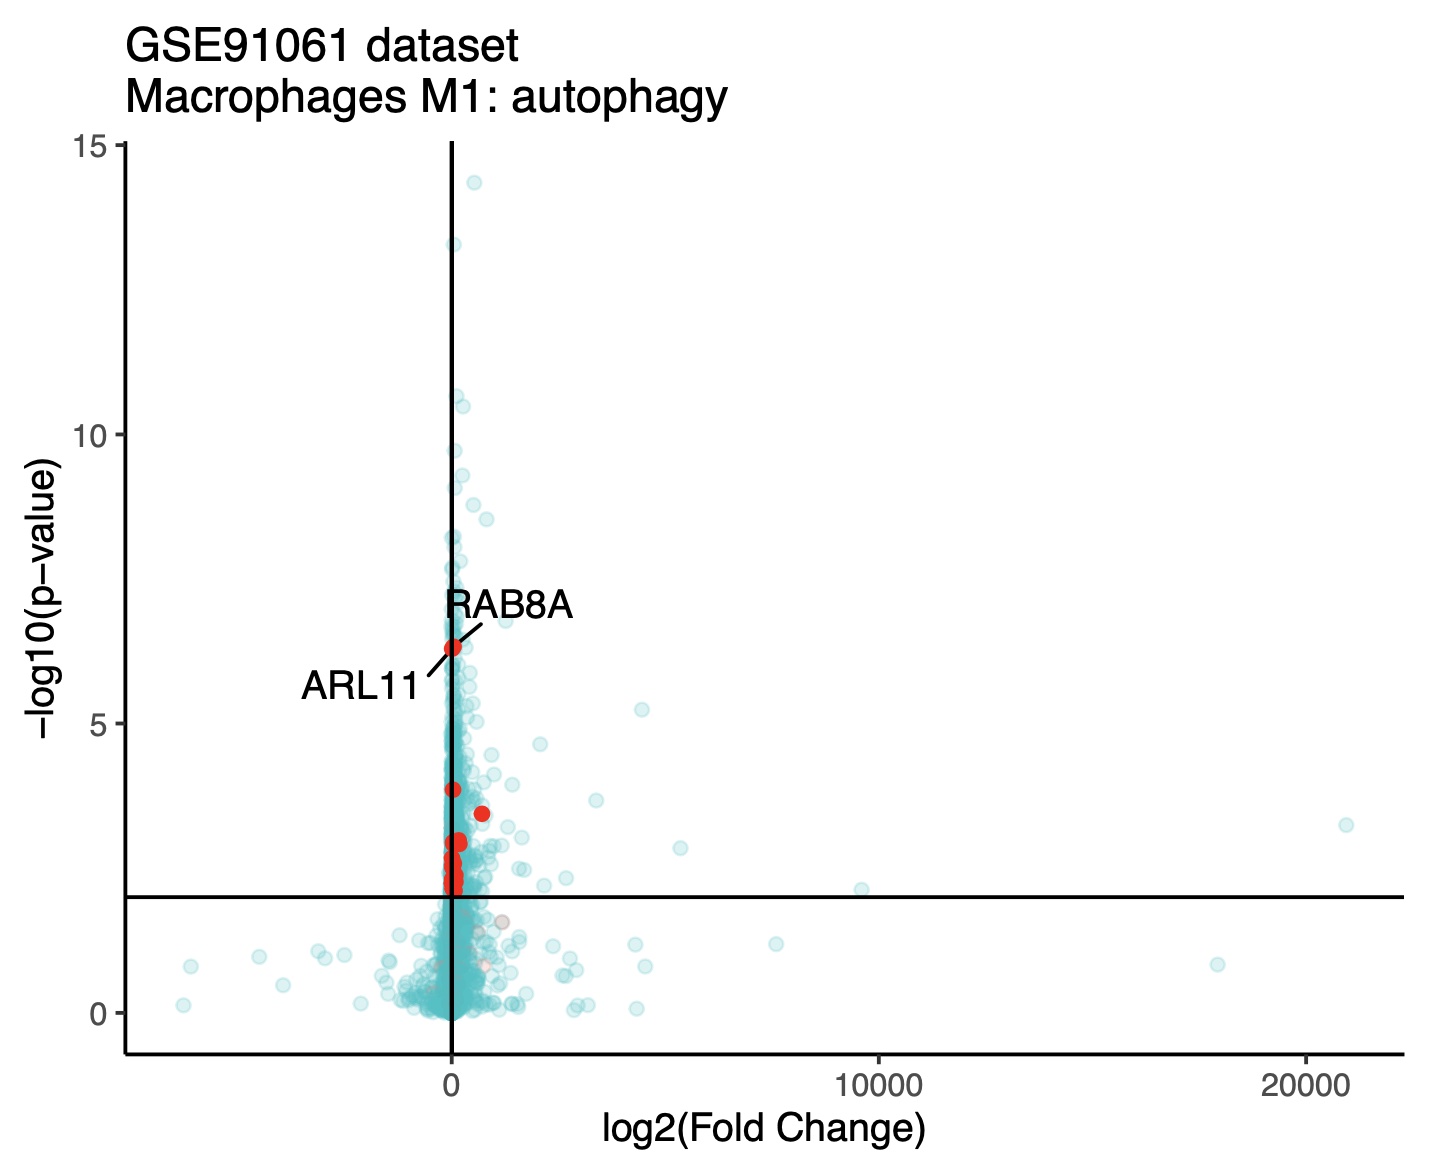 GSE91061 dataset
Macrophages M1: autophagy
15
10
5
0
−log10(p−value)
RAB8A
ARL11
0
10000
20000
log2(Fold Change)